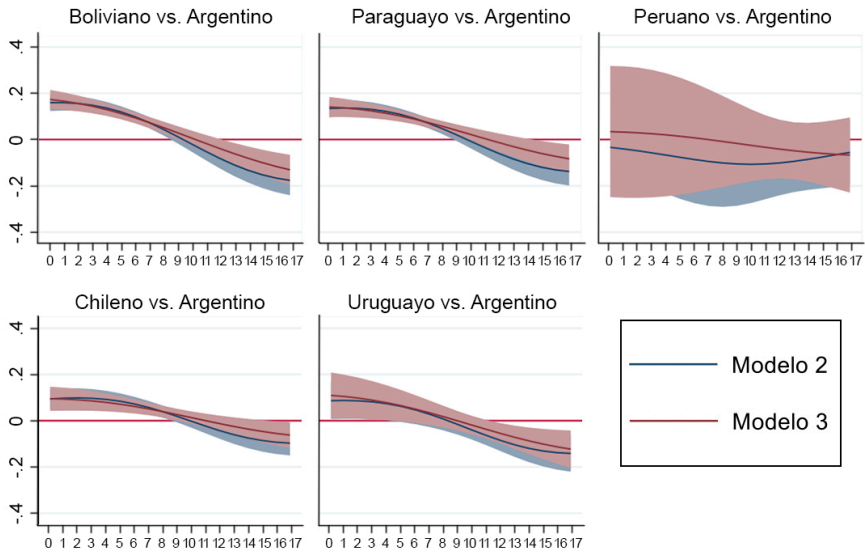 Boliviano vs. Argentino
Paraguayo vs. Argentino
Peruano vs. Argentino
.4
.2
0
-.2
-.4
0 1 2 3 4 5 6 7 8 9 10 11 12 13 14 15 16 17
0 1 2 3 4 5 6 7 8 9 10 11 12 13 14 15 16 17
0 1 2 3 4 5 6 7 8 9 10 11 12 13 14 15 16 17
Chileno vs. Argentino
Uruguayo vs. Argentino
.4
.2
0
-.2
-.4
0 1 2 3 4 5 6 7 8 9 10 11 12 13 14 15 16 17
0 1 2 3 4 5 6 7 8 9 10 11 12 13 14 15 16 17
Modelo 2
Modelo 3